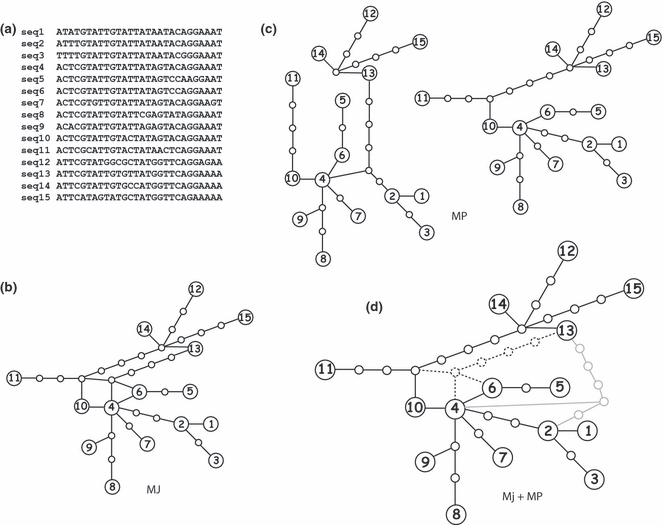 (a)
seq1 ATATGTATTGTATTATAATACAGGAAAT
seq2 ATTTGTATTGTATTATAATACAGGAAAT
seq3 TTTTGTATTGTATTATAATACGGGAAAT
seq4 ACTCGTATTGTATTATAGTACAGGAAAT
seq5 ACTCGTATTGTATTATAGTCCAAGGAAT
seq6 ACTCGTATTGTATTATAGTCCAGGAAAT
seq7 ACTCGTGTTGTATTATAGTACAGGAAGT
seq8 ACTCGTATTGTATTCGAGTATAGGAAAT
seq9 ACACGTATTGTATTAGAGTACAGGAAAT
seq10 ACTCGTATTGTACTATAGTACAGGAAAT
seq11 ACTCGCATTGTACTATAACTCAGGAAAT
seq12 ATTCGTATGGCGCTATGGTTCAGGAGAA
seq13 ATTCGTATTGTGTTATGGTTCAGGAAAA
seq14 ATTCGTATTGTGCCATGGTTCAGGAAAA
seq15 ATTCATAGTATGCTATGGTTCAGAAAAA
(c)
12
14
15
13
11
5
6
10
4
2
1
9
7
3
8
12
14
15
13
11
10
4
6
5
2
1
9
7
3
8
MP
(b)
12
14
15
13
11
6
5
10
4
2
1
9
7
3
8
MJ
(d)
12
14
15
13
11
6
5
10
4
2
1
9
7
3
8
Mj + MP